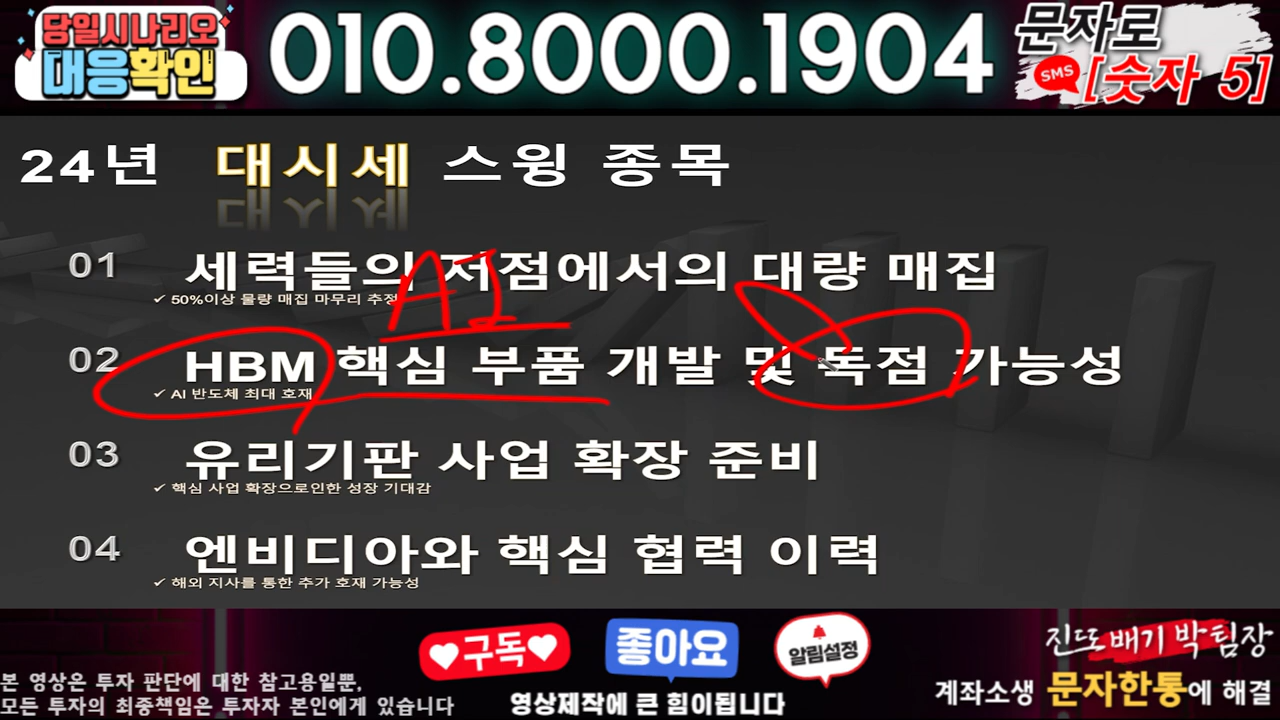 당일시나리오
대응확인
010.8000.1904
문자로
SMS [숫자 5]
24년 대시세 스윙 종목
01 세력들의 저점에서의 대량 매집
✓ 50%이상 물량 매집 마무리 추정
AI
02 HBM 핵심 부품 개발 및 독점 가능성
✓ AI 반도체 최대 호재
03 유리기판 사업 확장 준비
✓ 핵심 사업 확장으로인한 성장 기대감
04 엔비디아와 핵심 협력 이력
✓ 해외 지사를 통한 추가 호재 가능성
구독
좋아요
알림설정
영상제작에 큰 힘이됩니다
본 영상은 투자 판단에 대한 참고용일뿐,
모든 투자의 최종책임은 투자자 본인에게 있습니다
진또배기 박팀장
계좌소생 문자한통에 해결